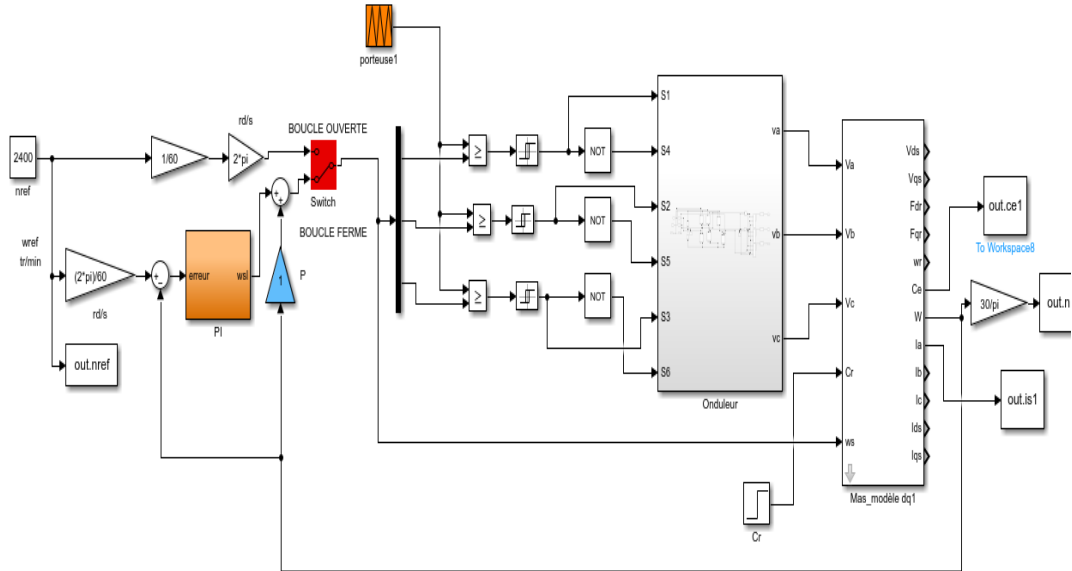 porteuse1
rd/s
BOUCLE OUVERTE
2400
nref
1/60
2*pi
Switch
BOUCLE FERME
wref
tr/min
(2*pi)/60
rd/s
+
-
erreur
wsl
PI
+
+
1
P
out.nref
≥
NOT
≥
NOT
≥
NOT
S1
S4
S2
S5
S3
S6
va
vb
vc
Onduleur
Va
Vb
Vc
Cr
ws
Vds
Vqs
Fdr
Fqr
wr
Ce
W
Ia
Ib
Ic
Ids
Iqs
Mas_modèle dq1
Cr
out.ce1
To Workspace8
30/pi
out.n
out.is1